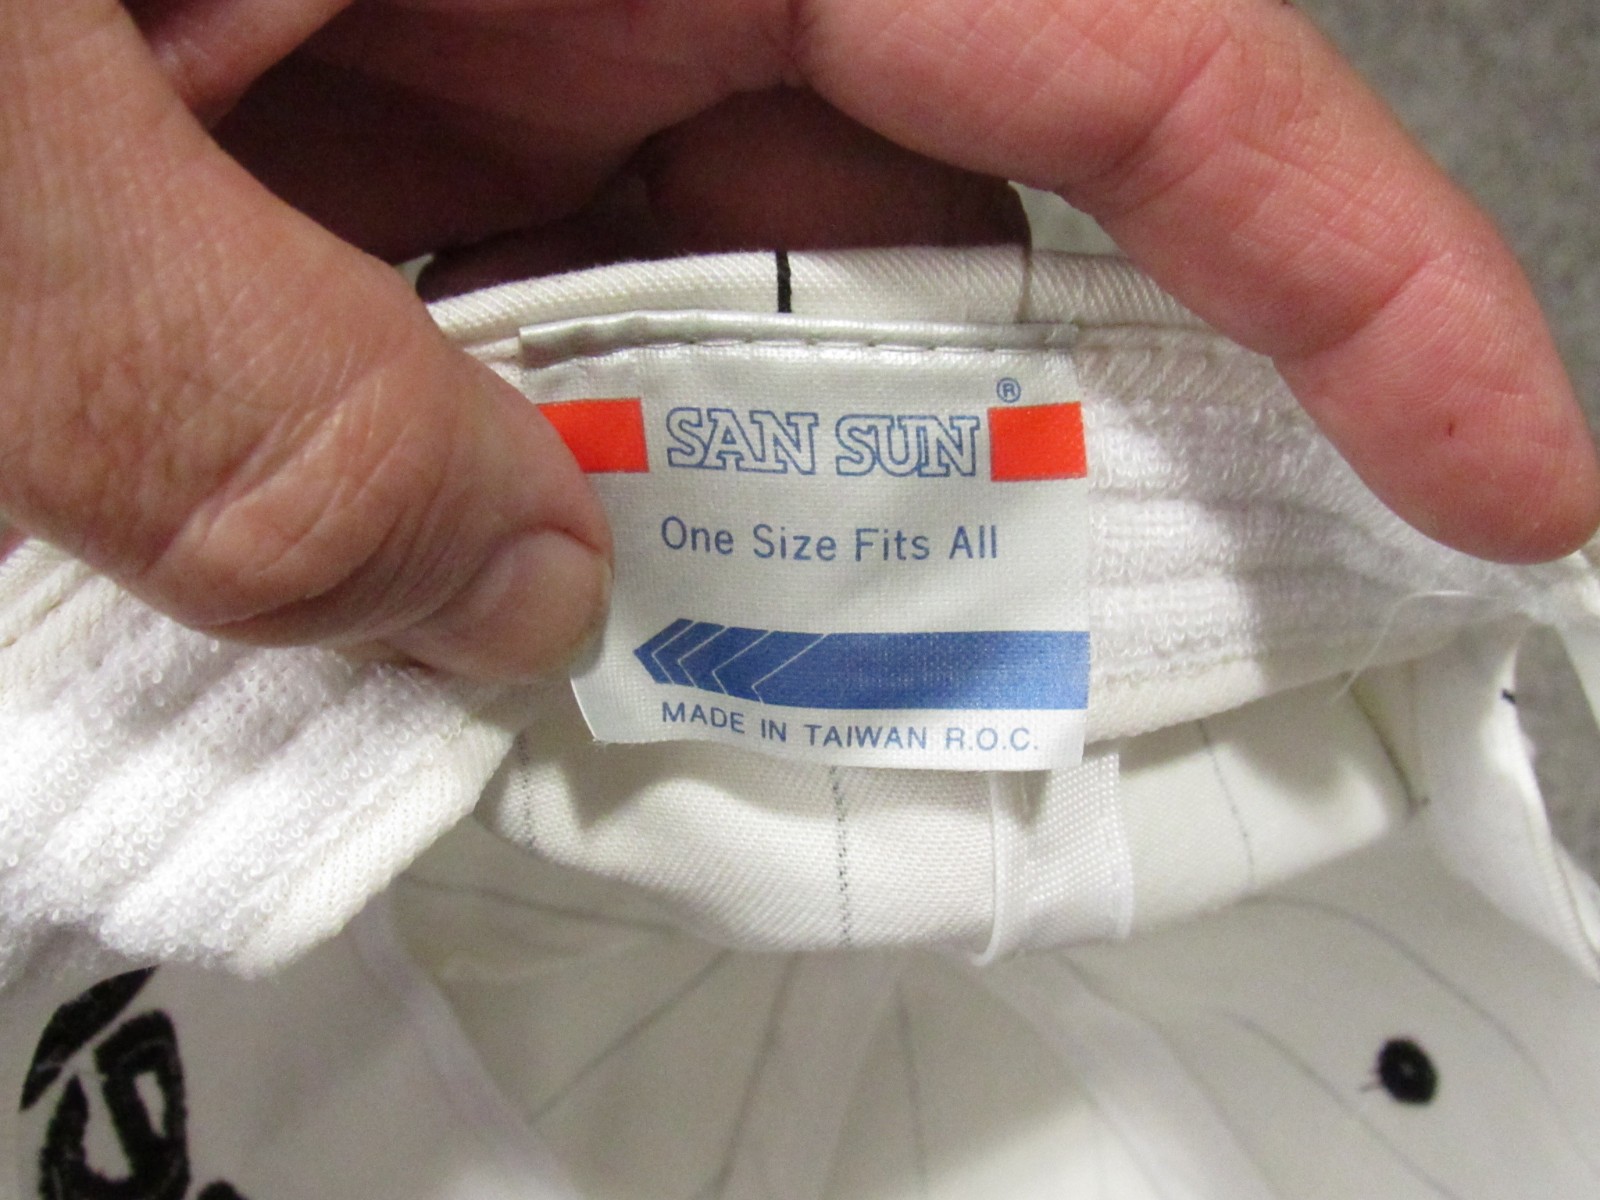 SAN SUN ®
One Size Fits All
MADE IN TAIWAN R.O.C.